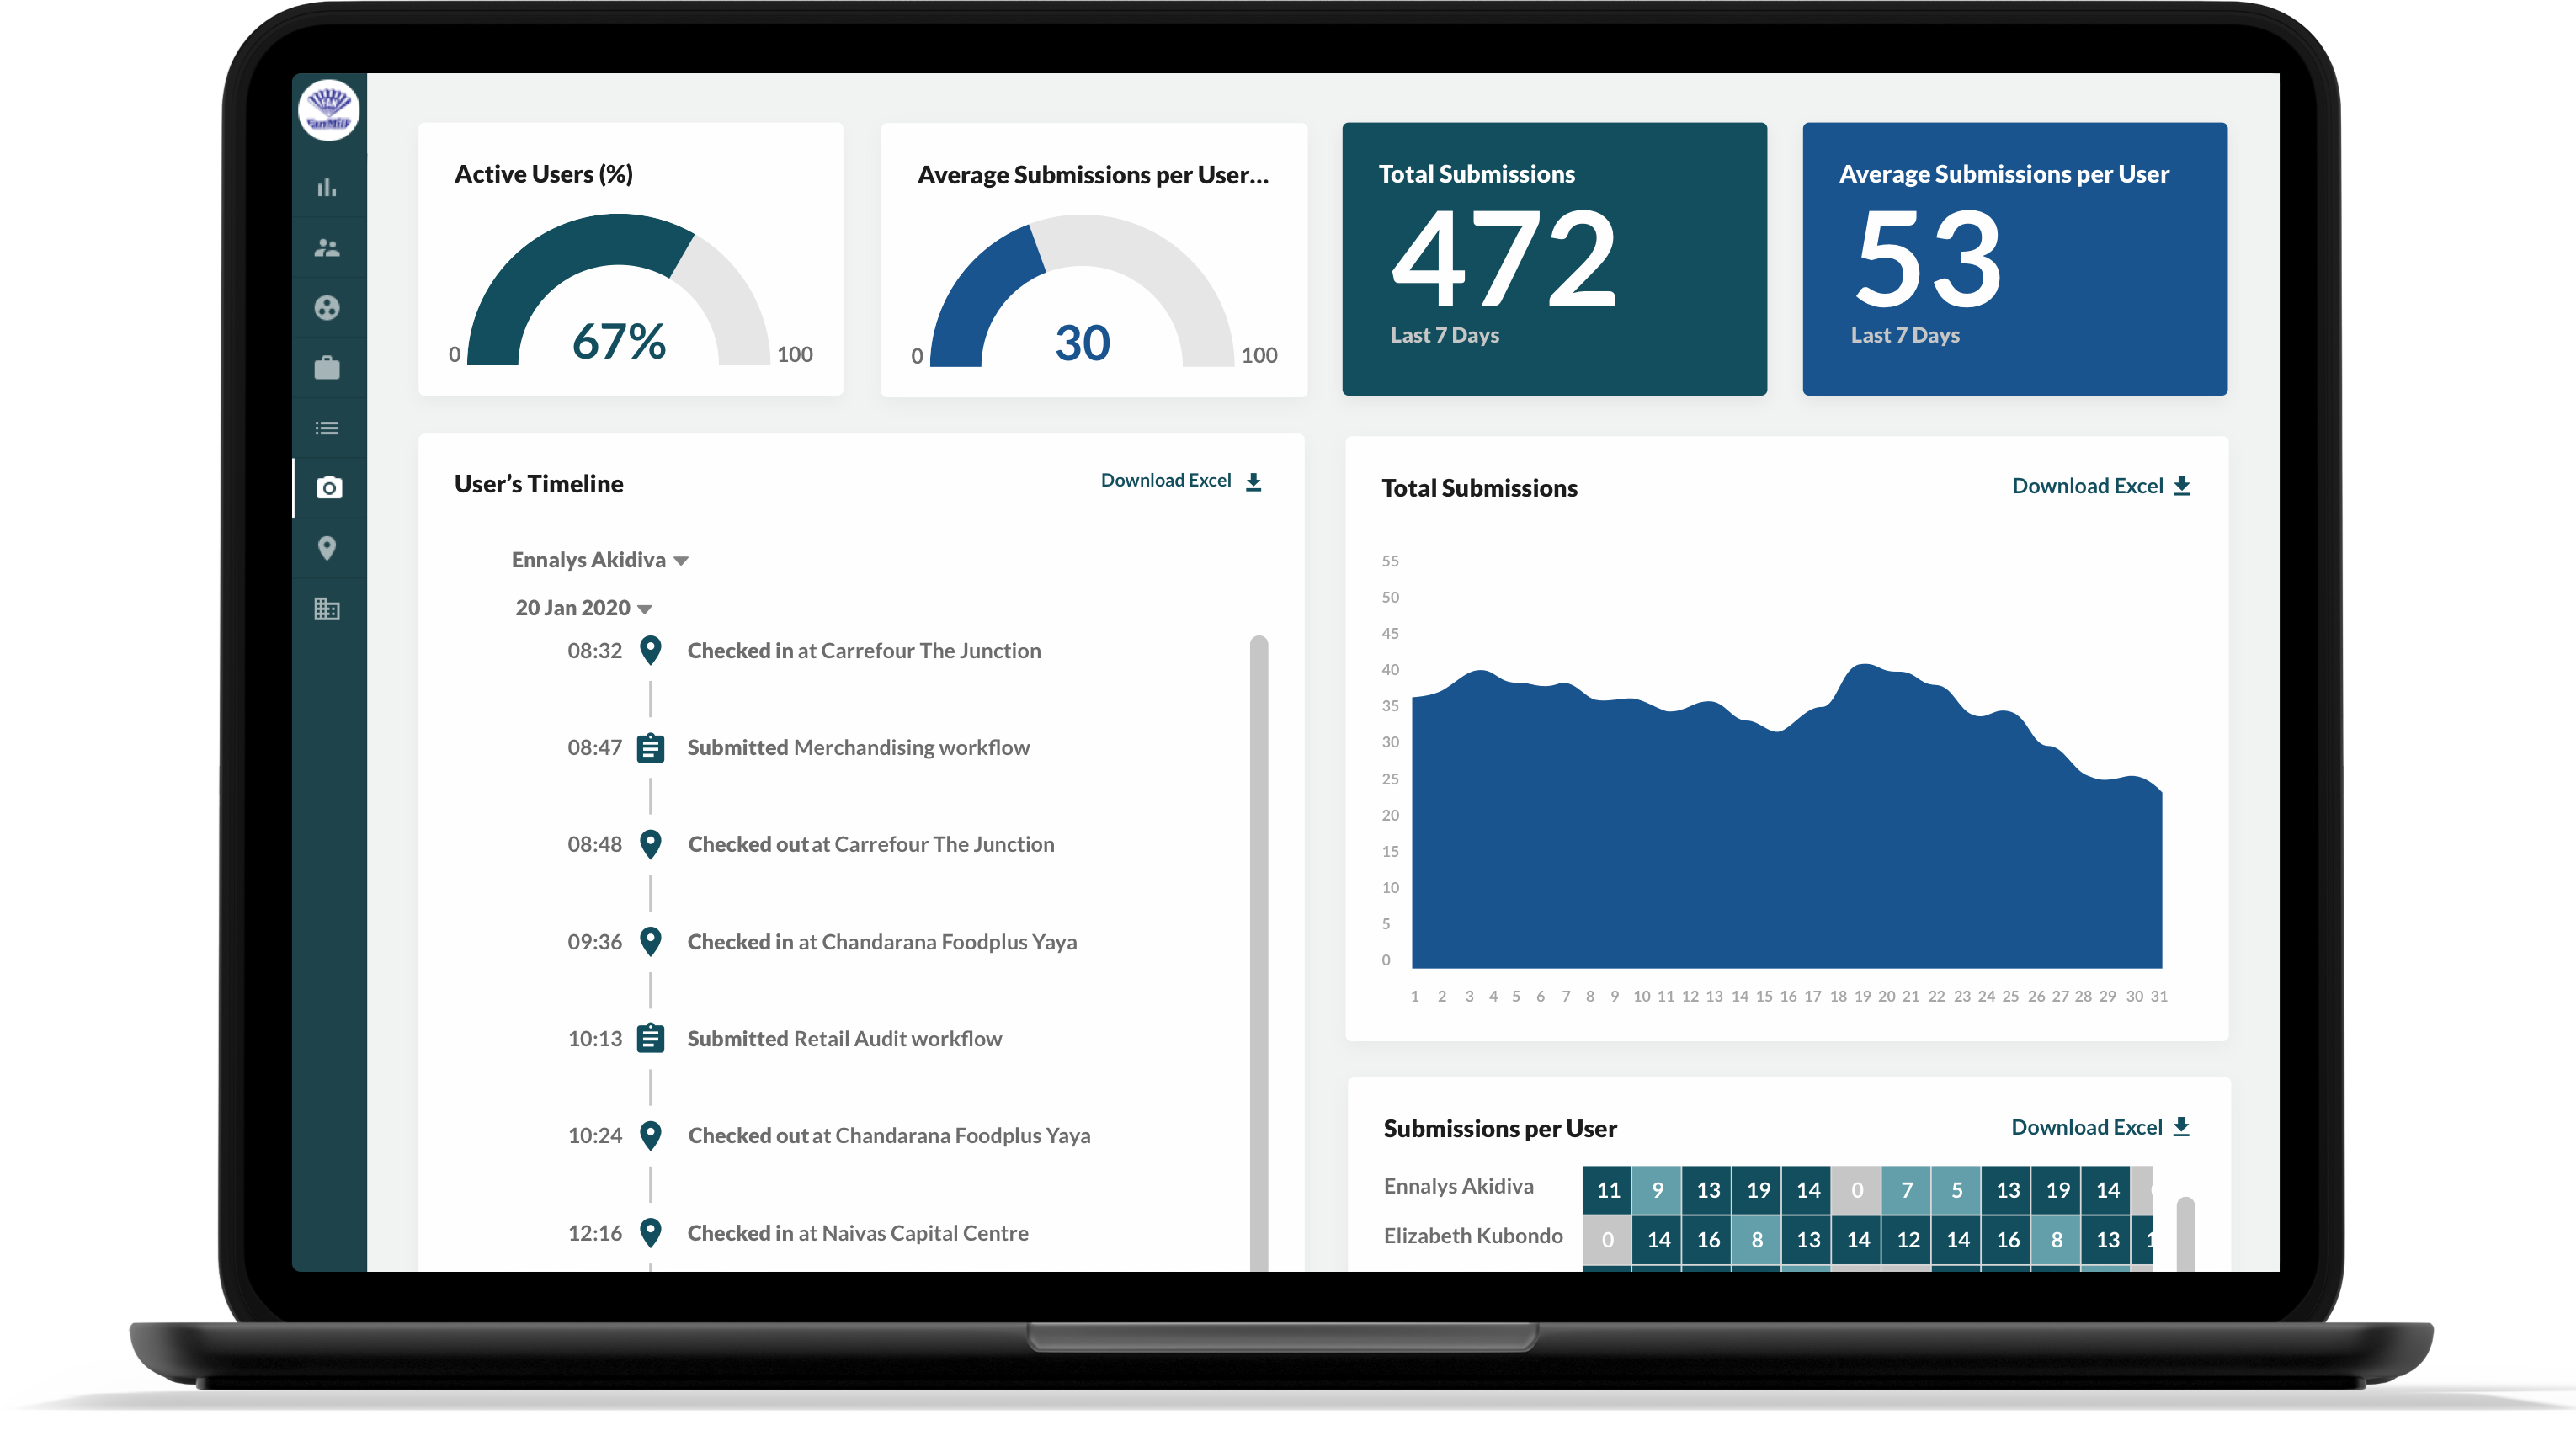 FAN
FanMilk
Active Users (%)
0
67%
100
Average Submissions per User...
0
30
100
Total Submissions
472
Last 7 Days
Average Submissions per User
53
Last 7 Days
User’s Timeline
Download Excel
Ennalys Akidiva
20 Jan 2020
08:32 Checked in at Carrefour The Junction
08:47 Submitted Merchandising workflow
08:48 Checked out at Carrefour The Junction
09:36 Checked in at Chandarana Foodplus Yaya
10:13 Submitted Retail Audit workflow
10:24 Checked out at Chandarana Foodplus Yaya
12:16 Checked in at Naivas Capital Centre
Total Submissions
Download Excel
55
50
45
40
35
30
25
20
15
10
5
0
1 2 3 4 5 6 7 8 9 10 11 12 13 14 15 16 17 18 19 20 21 22 23 24 25 26 27 28 29 30 31
Submissions per User
Download Excel
Ennalys Akidiva 11 9 13 19 14 0 7 5 13 19 14
Elizabeth Kubondo 0 14 16 8 13 14 12 14 16 8 13